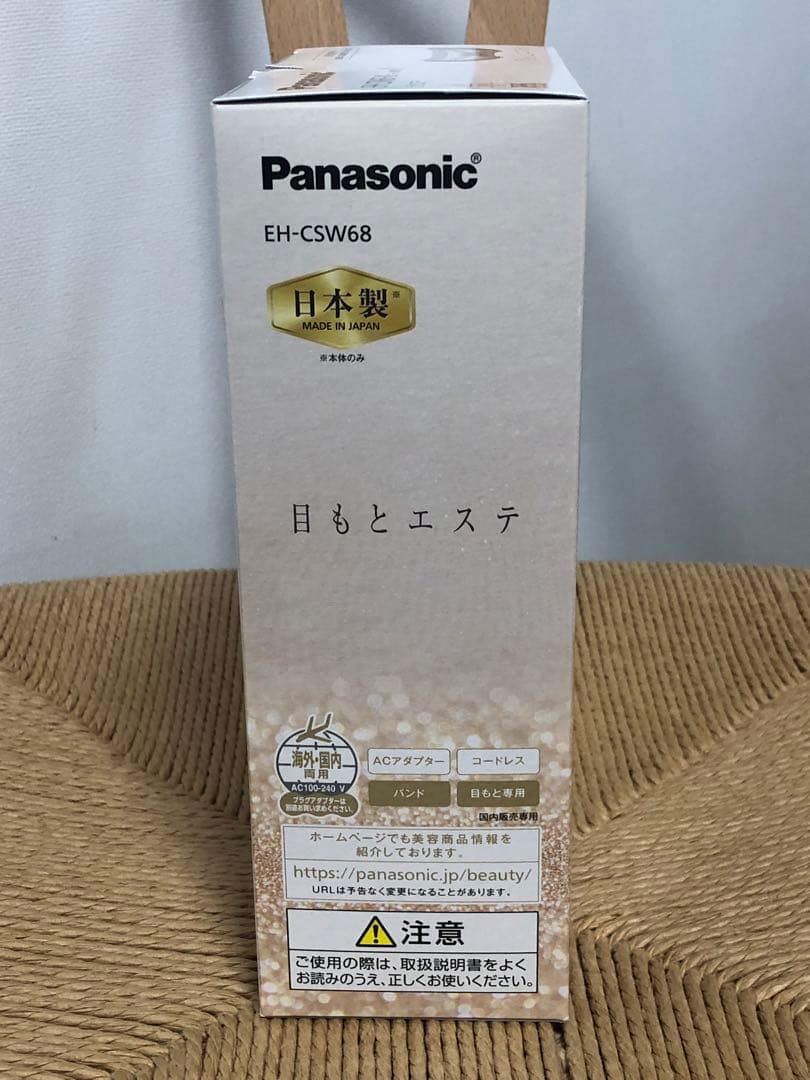 Panasonic
Panasonic®
EH-CSW68
日本製※
MADE IN JAPAN
※本体のみ
目もとエステ
海外・国内
両用
AC100-240 V
プラグアダプターは
別途お買い求めください。
ACアダプター
コードレス
バンド
目もと専用
国内販売専用
ホームページでも美容商品情報を
紹介しております。
https://panasonic.jp/beauty/
URLは予告なく変更になることがあります。
注意
ご使用の際は、取扱説明書をよく
お読みのうえ、正しくお使いください。